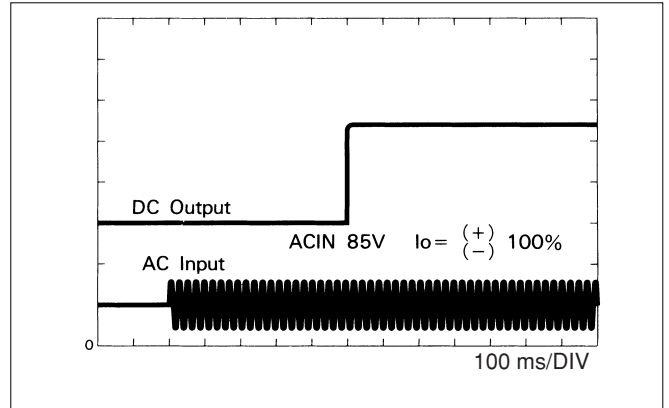 DC Output
ACIN 85V Io= (+) (−) 100%
AC Input
0
100 ms/DIV